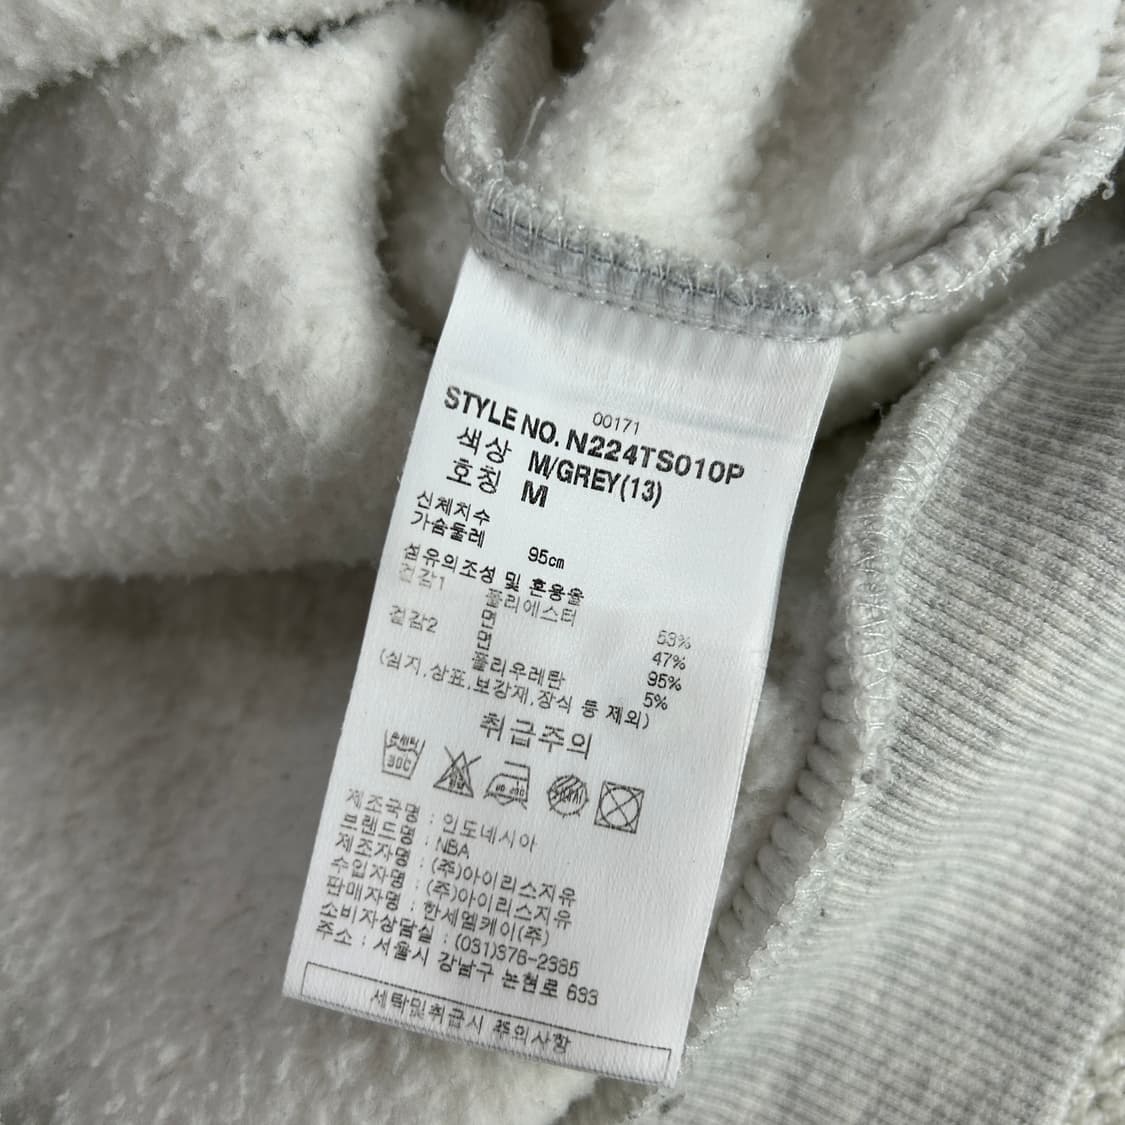 00171
STYLE NO. N224TS010P
색상 M/GREY(13)
호칭 M
신체치수
가슴둘레 95cm
섬유의조성 및 혼용율
겉감1 폴리에스터 53%
면 47%
겉감2 면 95%
폴리우레탄 5%
(심지,상표,보강재,장식 등 제외)
취급주의
제조국명 : 인도네시아
브랜드명 : NBA
제조자명 : (주)아이리스지유
수입자명 : (주)아이리스지유
판매자명 : 한세엠케이(주)
소비자상담실 : (031)376-2385
주소 : 서울시 강남구 논현로 633
세탁및취급시 주의사항